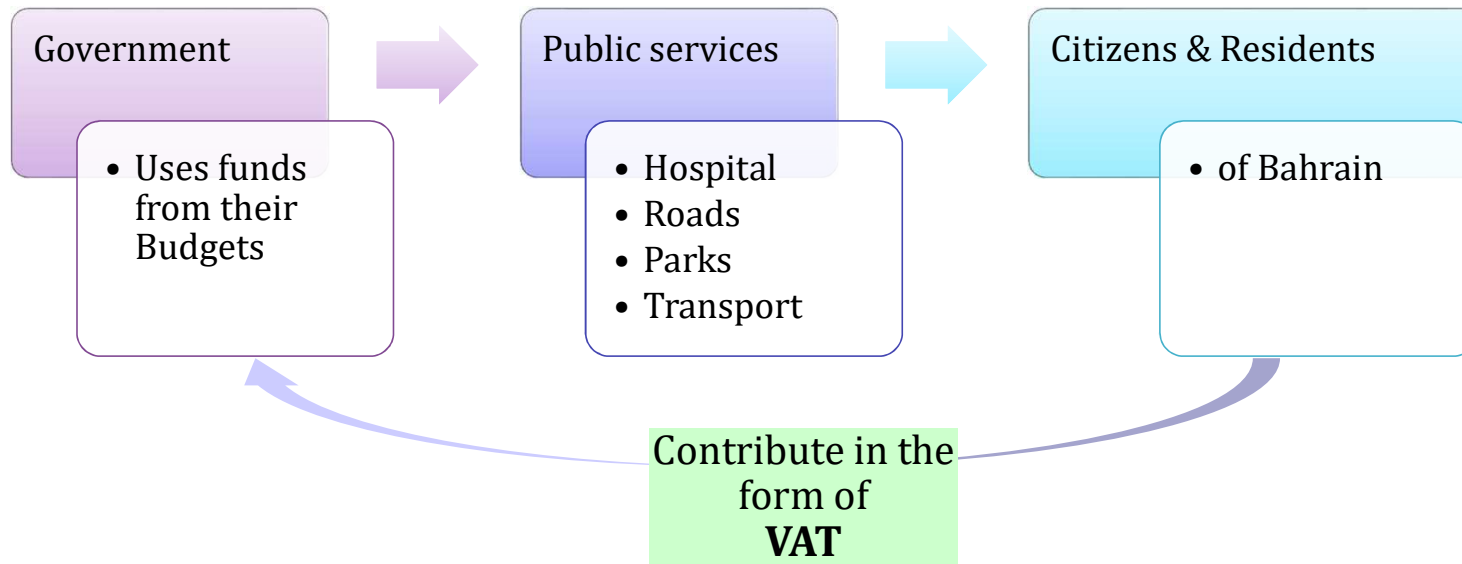 Government
• Uses funds
from their
Budgets
Public services
• Hospital
• Roads
• Parks
• Transport
Citizens & Residents
• of Bahrain
Contribute in the
form of
VAT